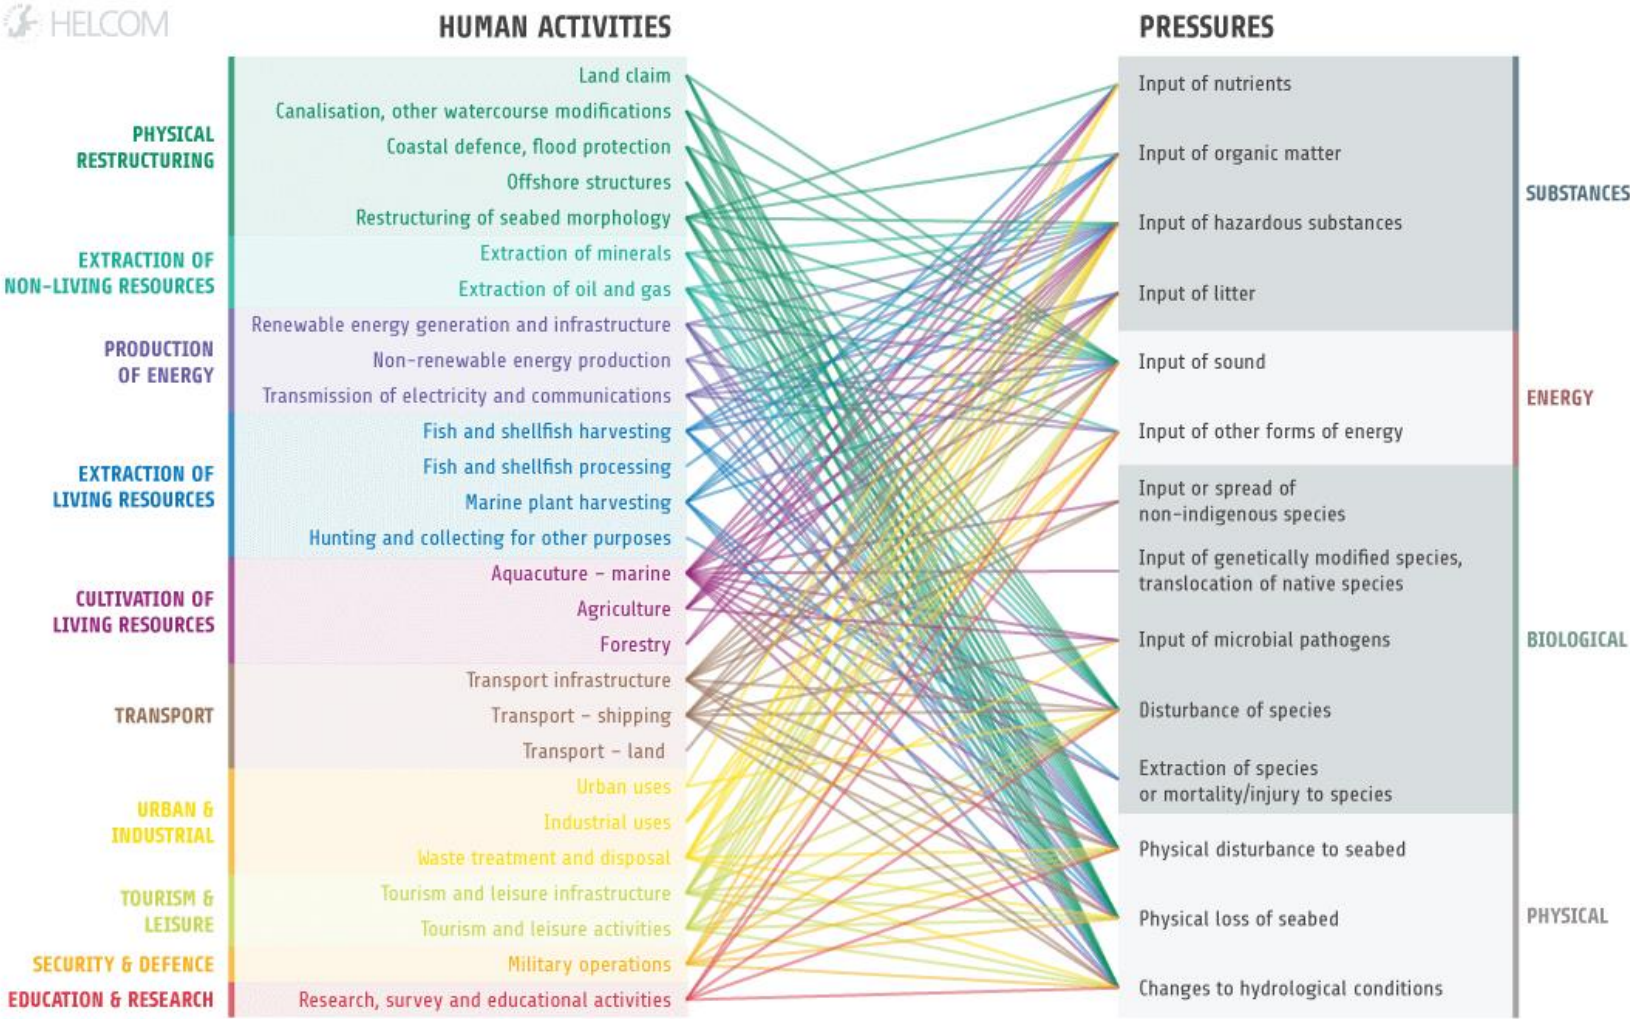 HELCOM
HUMAN ACTIVITIES
PRESSURES
PHYSICAL
RESTRUCTURING
Land claim
Canalisation, other watercourse modifications
Coastal defence, flood protection
Offshore structures
Restructuring of seabed morphology
EXTRACTION OF
NON-LIVING RESOURCES
Extraction of minerals
Extraction of oil and gas
PRODUCTION
OF ENERGY
Renewable energy generation and infrastructure
Non-renewable energy production
Transmission of electricity and communications
EXTRACTION OF
LIVING RESOURCES
Fish and shellfish harvesting
Fish and shellfish processing
Marine plant harvesting
Hunting and collecting for other purposes
CULTIVATION OF
LIVING RESOURCES
Aquacuture – marine
Agriculture
Forestry
TRANSPORT
Transport infrastructure
Transport – shipping
Transport – land
URBAN &
INDUSTRIAL
Urban uses
Industrial uses
Waste treatment and disposal
TOURISM &
LEISURE
Tourism and leisure infrastructure
Tourism and leisure activities
SECURITY & DEFENCE
Military operations
EDUCATION & RESEARCH
Research, survey and educational activities
Input of nutrients
Input of organic matter
Input of hazardous substances
Input of litter
SUBSTANCES
Input of sound
Input of other forms of energy
ENERGY
Input or spread of
non-indigenous species
Input of genetically modified species,
translocation of native species
Input of microbial pathogens
Disturbance of species
Extraction of species
or mortality/injury to species
BIOLOGICAL
Physical disturbance to seabed
Physical loss of seabed
Changes to hydrological conditions
PHYSICAL